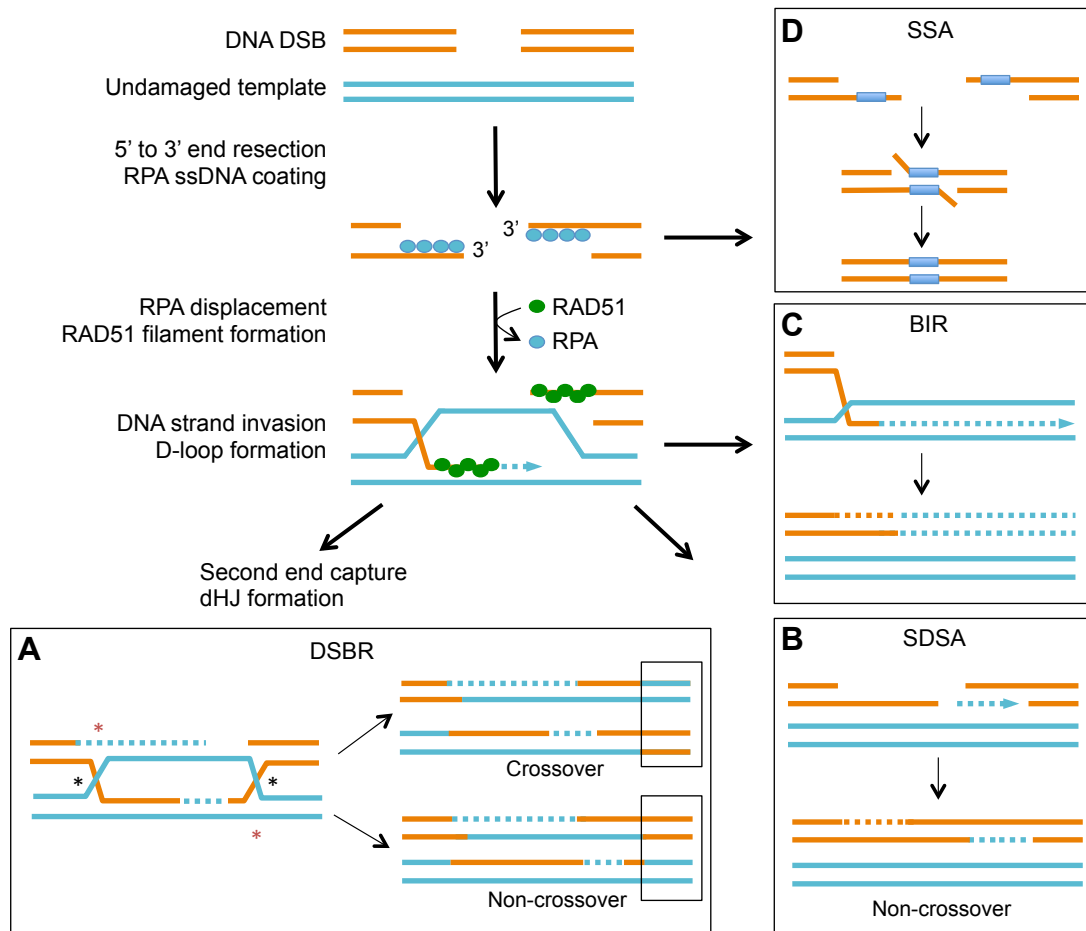 DNA DSB
Undamaged template
5’ to 3’ end resection
RPA ssDNA coating
3’
3’
RPA displacement
RAD51 filament formation
RAD51
RPA
DNA strand invasion
D-loop formation
Second end capture
dHJ formation
D
SSA
C
BIR
A
DSBR
*
*
*
*
Crossover
Non-crossover
B
SDSA
Non-crossover